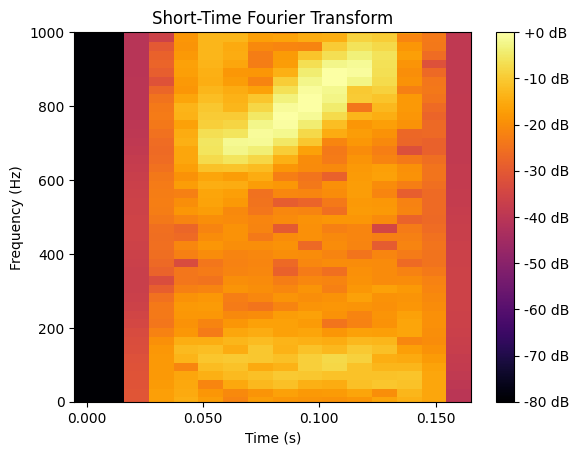 Short-Time Fourier Transform
1000
800
600
400
200
0
Frequency (Hz)
0.000
0.050
0.100
0.150
Time (s)
+0 dB
-10 dB
-20 dB
-30 dB
-40 dB
-50 dB
-60 dB
-70 dB
-80 dB